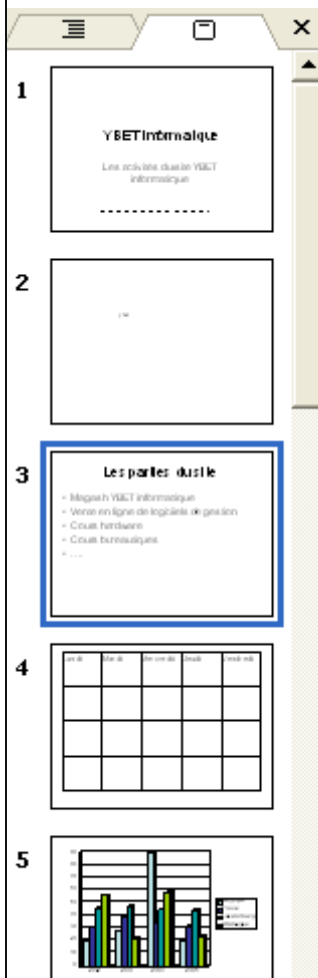 1
YBET Informatique
Les activités du site YBET
informatique
2
3
Les parties du site
- Magasin YBET informatique
- Vente en ligne de logiciels de gestion
- Cours hardware
- Cours bureautiques
- ....
4
Lundi Mardi Mercredi Jeudi Vendredi
5